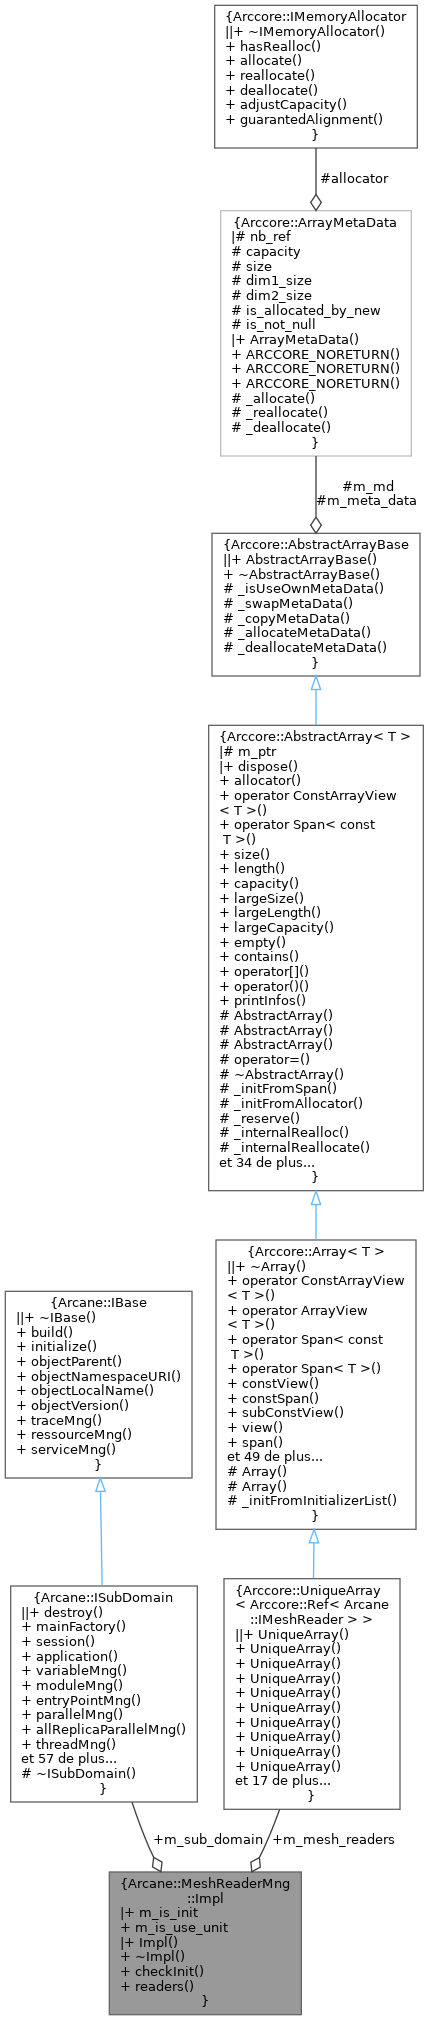 {Arccore::IMemoryAllocator
||+ ~IMemoryAllocator()
+ hasRealloc()
+ allocate()
+ reallocate()
+ deallocate()
+ adjustCapacity()
+ guarantedAlignment()
}
#allocator
{Arccore::ArrayMetaData
|# nb_ref
# capacity
# size
# dim1_size
# dim2_size
# is_allocated_by_new
# is_not_null
|+ ArrayMetaData()
+ ARCCORE_NORETURN()
+ ARCCORE_NORETURN()
+ ARCCORE_NORETURN()
# _allocate()
# _reallocate()
# _deallocate()
}
#m_md
#m_meta_data
{Arccore::AbstractArrayBase
||+ AbstractArrayBase()
+ ~AbstractArrayBase()
# _isUseOwnMetaData()
# _swapMetaData()
# _copyMetaData()
# _allocateMetaData()
# _deallocateMetaData()
}
{Arccore::AbstractArray< T >
|# m_ptr
|+ dispose()
+ allocator()
+ operator ConstArrayView
< T >()
+ operator Span< const
T >()
+ size()
+ length()
+ capacity()
+ largeSize()
+ largeLength()
+ largeCapacity()
+ empty()
+ contains()
+ operator[]()
+ operator()()
+ printInfos()
# AbstractArray()
# AbstractArray()
# AbstractArray()
# operator=()
# ~AbstractArray()
# _initFromSpan()
# _initFromAllocator()
# _reserve()
# _internalRealloc()
# _internalReallocate()
et 34 de plus...
}
{Arccore::Array< T >
||+ ~Array()
+ operator ConstArrayView
< T >()
+ operator ArrayView
< T >()
+ operator Span< const
T >()
+ operator Span< T >()
+ constView()
+ constSpan()
+ subConstView()
+ view()
+ span()
et 49 de plus...
# Array()
# Array()
# _initFromInitializerList()
}
{Arcane::IBase
||+ ~IBase()
+ build()
+ initialize()
+ objectParent()
+ objectNamespaceURI()
+ objectLocalName()
+ objectVersion()
+ traceMng()
+ ressourceMng()
+ serviceMng()
}
{Arcane::ISubDomain
||+ destroy()
+ mainFactory()
+ session()
+ application()
+ variableMng()
+ moduleMng()
+ entryPointMng()
+ parallelMng()
+ allReplicaParallelMng()
+ threadMng()
et 57 de plus...
# ~ISubDomain()
}
{Arccore::UniqueArray
< Arccore::Ref< Arcane
::IMeshReader > >
||+ UniqueArray()
+ UniqueArray()
+ UniqueArray()
+ UniqueArray()
+ UniqueArray()
+ UniqueArray()
+ UniqueArray()
+ UniqueArray()
+ UniqueArray()
+ UniqueArray()
et 17 de plus...
}
+m_sub_domain
+m_mesh_readers
{Arcane::MeshReaderMng
::Impl
|+ m_is_init
+ m_is_use_unit
|+ Impl()
+ ~Impl()
+ checkInit()
+ readers()
}